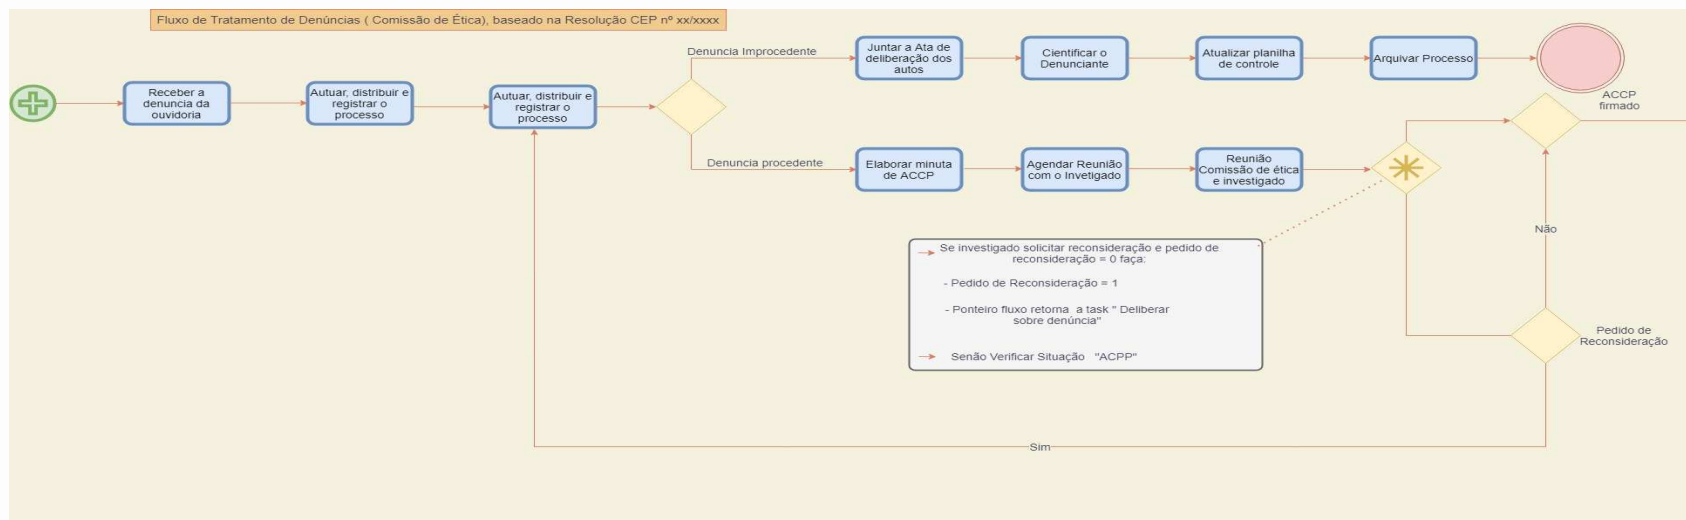 Fluxo de Tratamento de Denúncias ( Comissão de Ética), baseado na Resolução CEP nº xx/xxxx
Receber a
denuncia da
ouvidoria
Autuar, distribuir e
registrar o
processo
Autuar, distribuir e
registrar o
processo
Denuncia Improcedente
Juntar a Ata de
deliberação dos
autos
Cientificar o
Denunciante
Atualizar planilha
de controle
Arquivar Processo
ACCP
firmado
Denuncia procedente
Elaborar minuta
de ACCP
Agendar Reunião
com o Invetigado
Reunião
Comissão de ética
e investigado
Não
Se investigado solicitar reconsideração e pedido de
reconsideração = 0 faça:
- Pedido de Reconsideração = 1
- Ponteiro fluxo retorna a task " Deliberar
sobre denúncia"
Senão Verificar Situação "ACPP"
Pedido de
Reconsideração
Sim